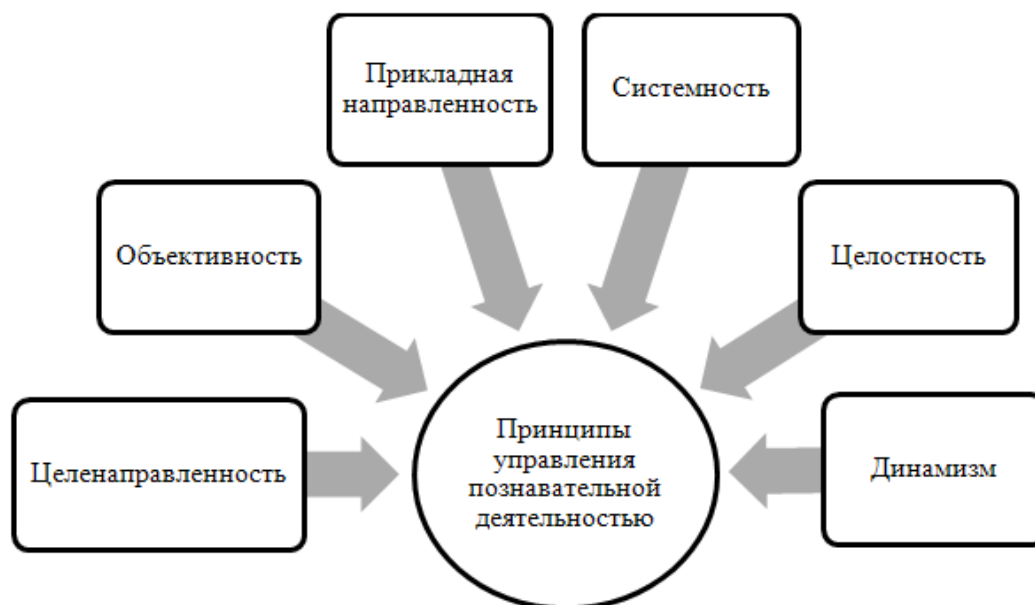 Прикладная
направленность
Системность
Объективность
Целостность
Целенаправленность
Принципы
управления
познавательной
деятельностью
Динамизм